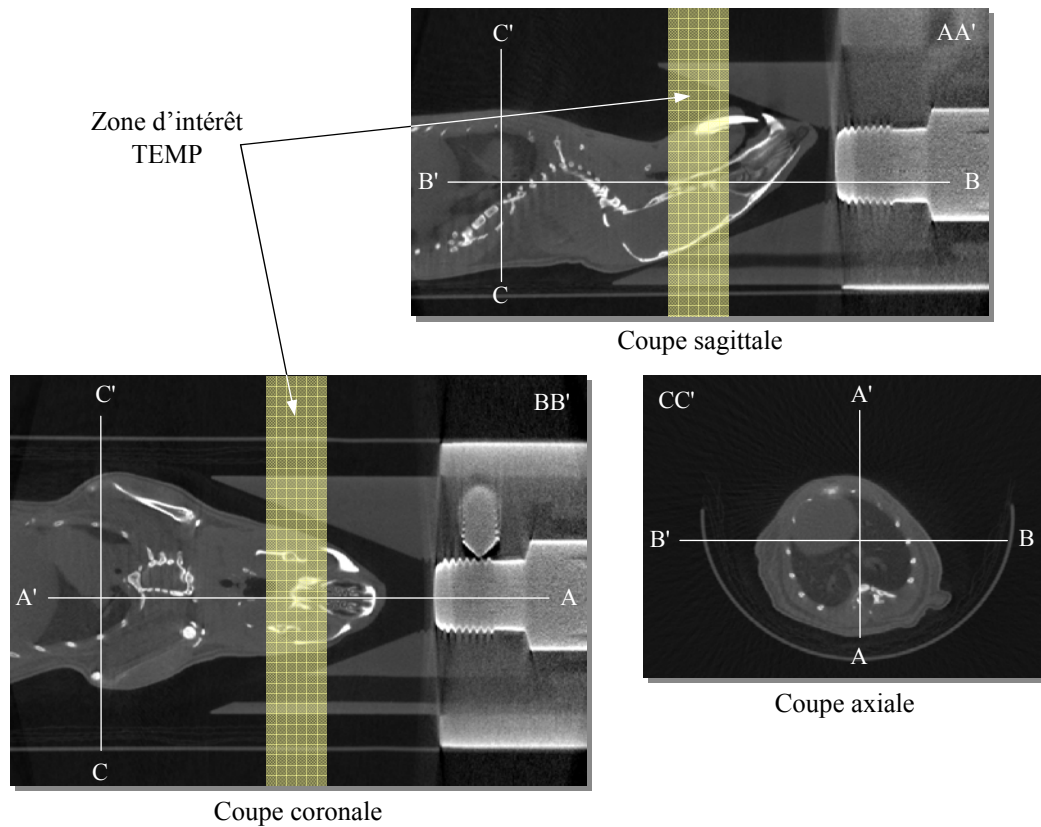 C'
AA'
Zone d'intérêt
TEMP
B'
B
C
Coupe sagittale
C'
BB'
CC'
A'
B'
B
A'
A
A
C
Coupe axiale
Coupe coronale